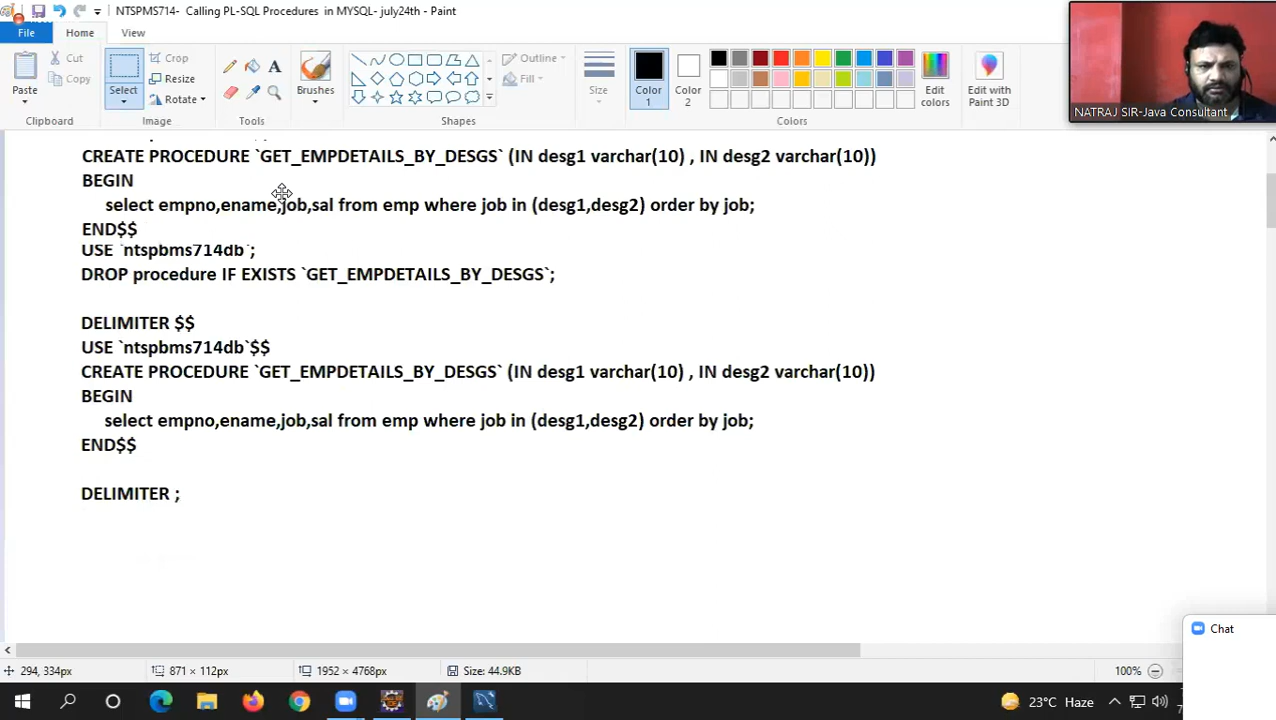 NTSPMS714- Calling PL-SQL Procedures in MYSQL- july24th - Paint
File Home View
Cut
Copy
Paste
Clipboard
Select
Crop
Resize
Rotate
Image
Tools
Brushes
Outline
Fill
Shapes
Size
Color 1
Color 2
Edit colors
Edit with Paint 3D
Colors
NATRAJ SIR-Java Consultant
CREATE PROCEDURE `GET_EMPDETAILS_BY_DESGS` (IN desg1 varchar(10) , IN desg2 varchar(10))
BEGIN
select empno,ename,job,sal from emp where job in (desg1,desg2) order by job;
END$$
USE `ntspbms714db`;
DROP procedure IF EXISTS `GET_EMPDETAILS_BY_DESGS`;
DELIMITER $$
USE `ntspbms714db`$$
CREATE PROCEDURE `GET_EMPDETAILS_BY_DESGS` (IN desg1 varchar(10) , IN desg2 varchar(10))
BEGIN
select empno,ename,job,sal from emp where job in (desg1,desg2) order by job;
END$$
DELIMITER ;
Chat
294, 334px 871 × 112px 1952 × 4768px Size: 44.9KB 100%
23°C Haze